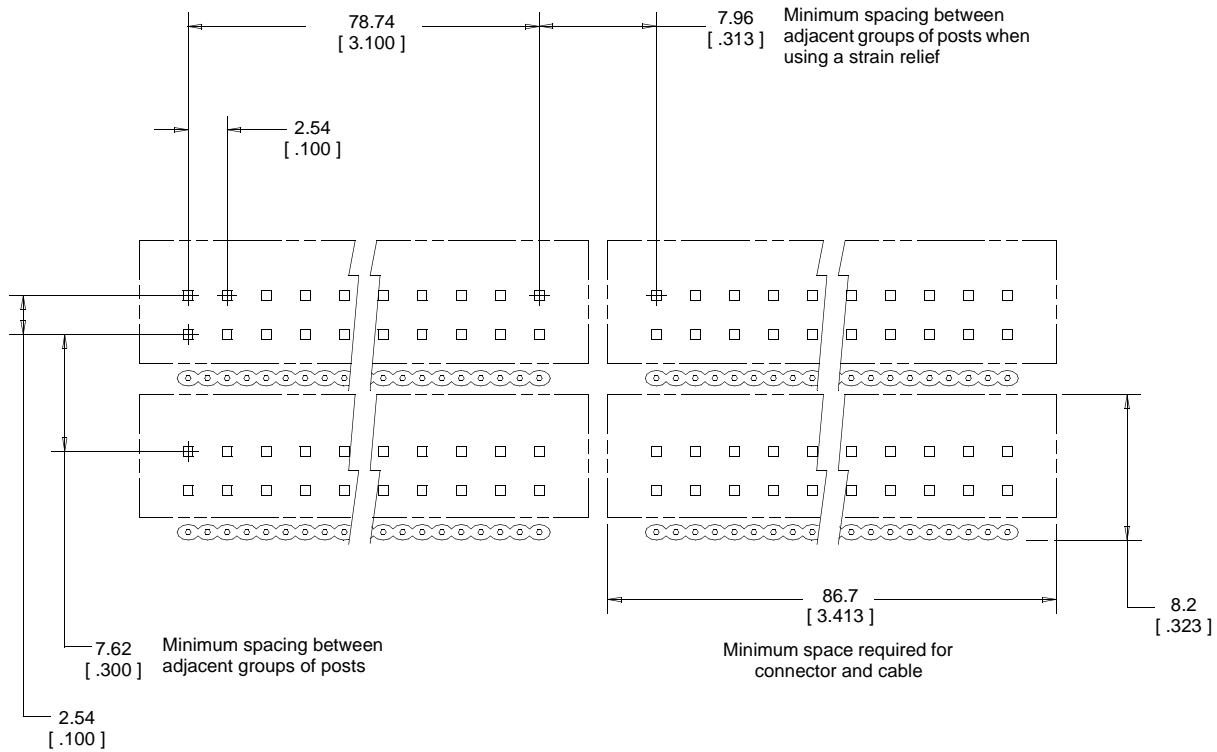 78.74
[ 3.100 ]
7.96
[ .313 ]
Minimum spacing between
adjacent groups of posts when
using a strain relief
2.54
[ .100 ]
86.7
[ 3.413 ]
Minimum space required for
connector and cable
8.2
[ .323 ]
7.62
[ .300 ]
Minimum spacing between
adjacent groups of posts
2.54
[ .100 ]